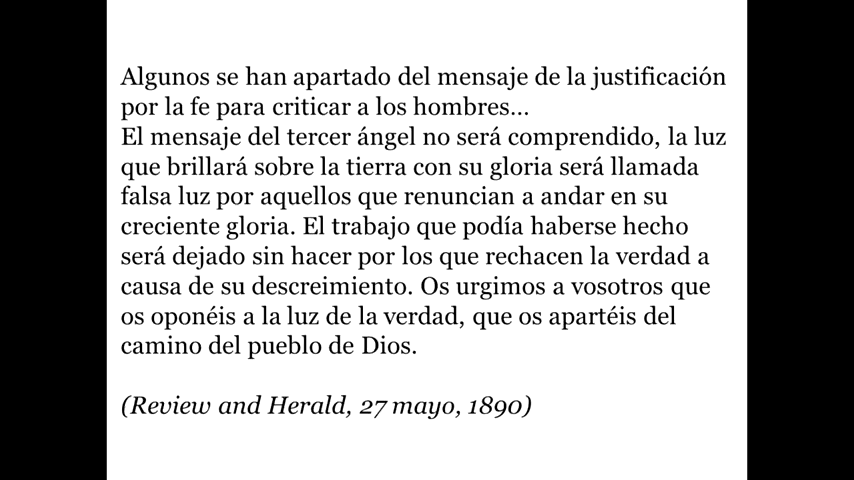 Algunos se han apartado del mensaje de la justificación
por la fe para criticar a los hombres...
El mensaje del tercer ángel no será comprendido, la luz
que brillará sobre la tierra con su gloria será llamada
falsa luz por aquellos que renuncian a andar en su
creciente gloria. El trabajo que podía haberse hecho
será dejado sin hacer por los que rechacen la verdad a
causa de su descreimiento. Os urgimos a vosotros que
os oponéis a la luz de la verdad, que os apartéis del
camino del pueblo de Dios.
(Review and Herald, 27 mayo, 1890)